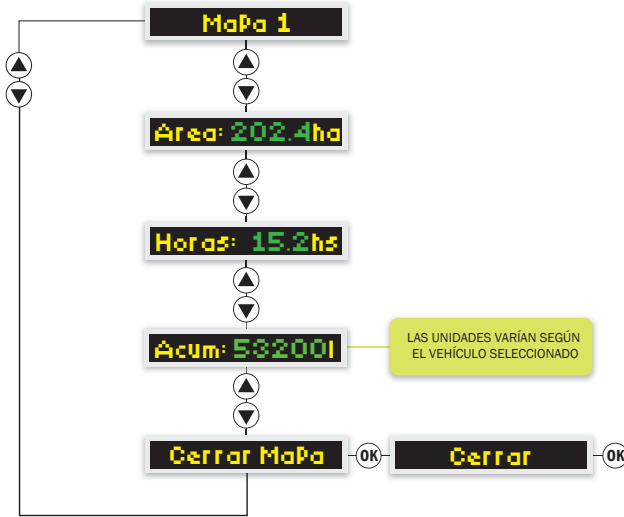 Mapa 1
Area: 202.4ha
Horas: 15.2hs
Acum: 53200l
LAS UNIDADES VARÍAN SEGÚN
EL VEHÍCULO SELECCIONADO
Cerrar Mapa
OK
Cerrar
OK